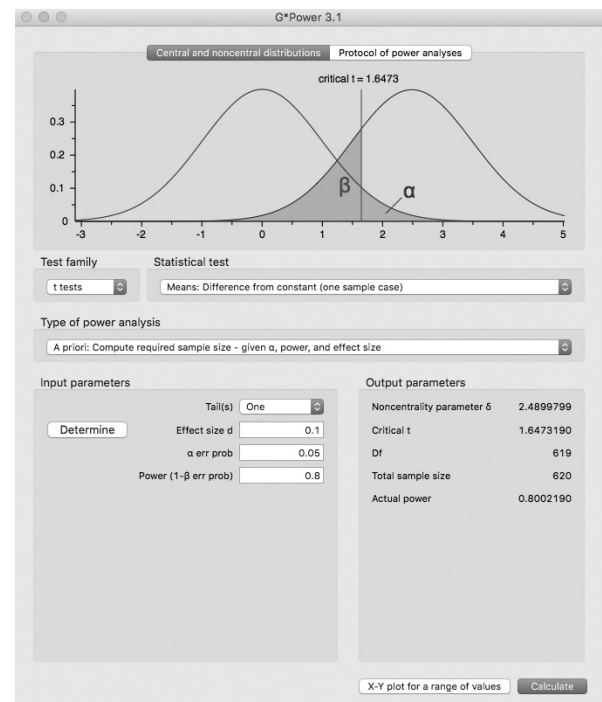 G*Power 3.1
Central and noncentral distributions Protocol of power analyses
critical t = 1.6473
0.3
0.2
0.1
0
β
α
-3 -2 -1 0 1 2 3 4 5
Test family Statistical test
t tests Means: Difference from constant (one sample case)
Type of power analysis
A priori: Compute required sample size - given α, power, and effect size
Input parameters Output parameters
Tail(s) One Noncentrality parameter δ 2.4899799
Determine Effect size d 0.1 Critical t 1.6473190
α err prob 0.05 Df 619
Power (1-β err prob) 0.8 Total sample size 620
Actual power 0.8002190
X-Y plot for a range of values Calculate